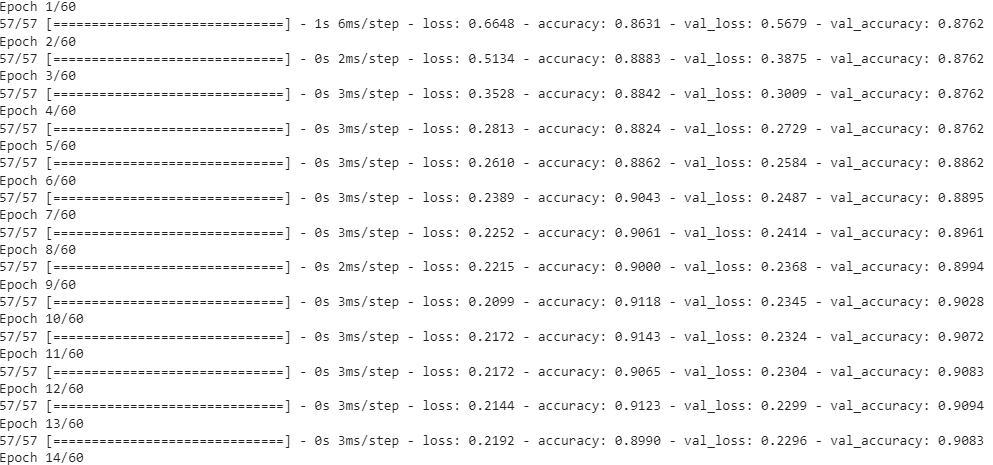 Epoch 1/60
57/57 [==============================] - 1s 6ms/step - loss: 0.6648 - accuracy: 0.8631 - val_loss: 0.5679 - val_accuracy: 0.8762
Epoch 2/60
57/57 [==============================] - 0s 2ms/step - loss: 0.5134 - accuracy: 0.8883 - val_loss: 0.3875 - val_accuracy: 0.8762
Epoch 3/60
57/57 [==============================] - 0s 3ms/step - loss: 0.3528 - accuracy: 0.8842 - val_loss: 0.3009 - val_accuracy: 0.8762
Epoch 4/60
57/57 [==============================] - 0s 3ms/step - loss: 0.2813 - accuracy: 0.8824 - val_loss: 0.2729 - val_accuracy: 0.8762
Epoch 5/60
57/57 [==============================] - 0s 3ms/step - loss: 0.2610 - accuracy: 0.8862 - val_loss: 0.2584 - val_accuracy: 0.8862
Epoch 6/60
57/57 [==============================] - 0s 3ms/step - loss: 0.2389 - accuracy: 0.9043 - val_loss: 0.2487 - val_accuracy: 0.8895
Epoch 7/60
57/57 [==============================] - 0s 3ms/step - loss: 0.2252 - accuracy: 0.9061 - val_loss: 0.2414 - val_accuracy: 0.8961
Epoch 8/60
57/57 [==============================] - 0s 2ms/step - loss: 0.2215 - accuracy: 0.9000 - val_loss: 0.2368 - val_accuracy: 0.8994
Epoch 9/60
57/57 [==============================] - 0s 3ms/step - loss: 0.2099 - accuracy: 0.9118 - val_loss: 0.2345 - val_accuracy: 0.9028
Epoch 10/60
57/57 [==============================] - 0s 3ms/step - loss: 0.2172 - accuracy: 0.9143 - val_loss: 0.2324 - val_accuracy: 0.9072
Epoch 11/60
57/57 [==============================] - 0s 3ms/step - loss: 0.2172 - accuracy: 0.9065 - val_loss: 0.2304 - val_accuracy: 0.9083
Epoch 12/60
57/57 [==============================] - 0s 3ms/step - loss: 0.2144 - accuracy: 0.9123 - val_loss: 0.2299 - val_accuracy: 0.9094
Epoch 13/60
57/57 [==============================] - 0s 3ms/step - loss: 0.2192 - accuracy: 0.8990 - val_loss: 0.2296 - val_accuracy: 0.9083
Epoch 14/60